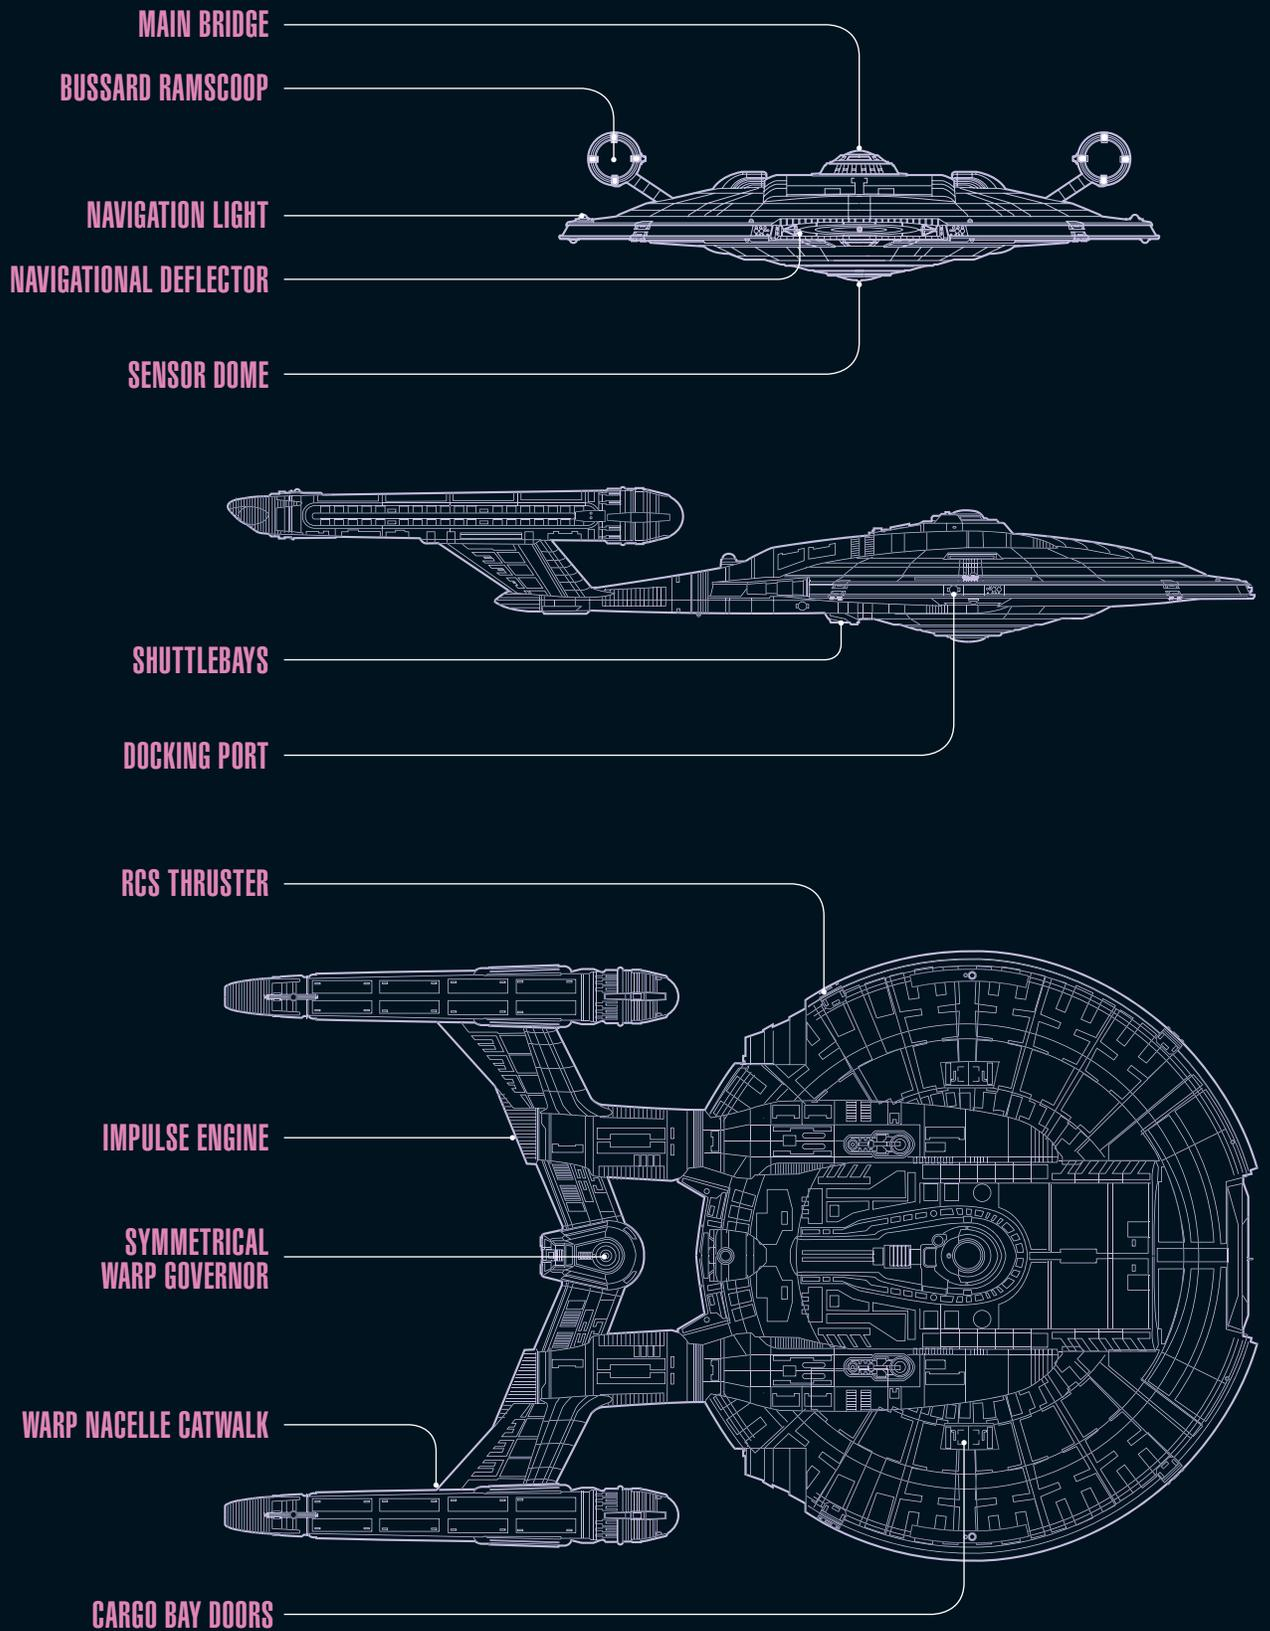 MAIN BRIDGE
BUSSARD RAMSCOOP
NAVIGATION LIGHT
NAVIGATIONAL DEFLECTOR
SENSOR DOME
SHUTTLEBAYS
DOCKING PORT
RCS THRUSTER
IMPULSE ENGINE
SYMMETRICAL
WARP GOVERNOR
WARP NACELLE CATWALK
CARGO BAY DOORS